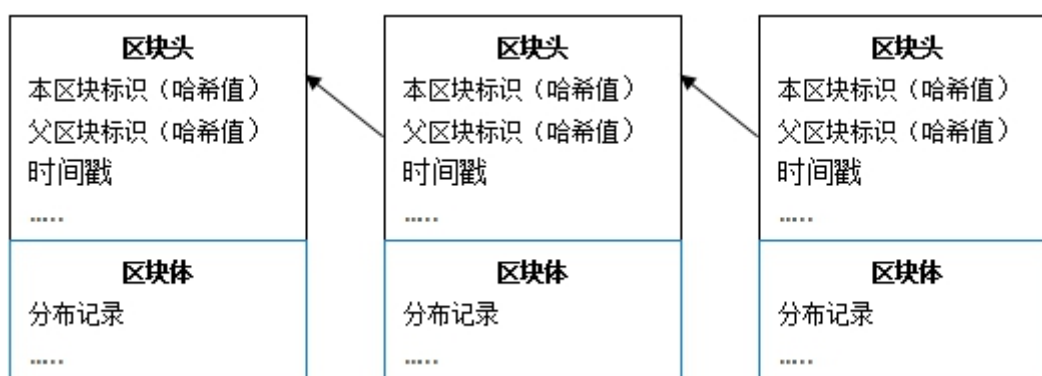 区块头
本区块标识（哈希值）
父区块标识（哈希值）
时间戳
.....
区块体
分布记录
.....
区块头
本区块标识（哈希值）
父区块标识（哈希值）
时间戳
.....
区块体
分布记录
.....
区块头
本区块标识（哈希值）
父区块标识（哈希值）
时间戳
.....
区块体
分布记录
.....